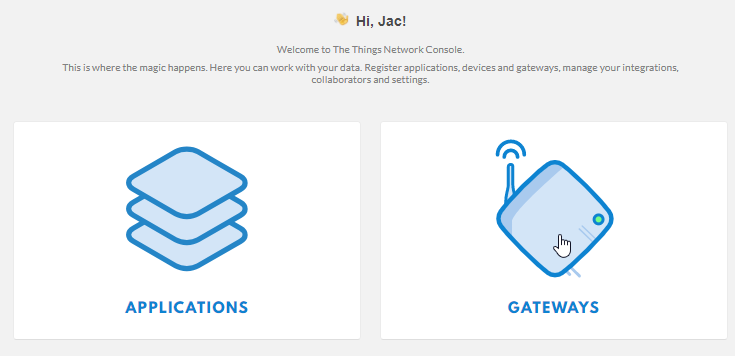 Hi, Jac!
Welcome to The Things Network Console.
This is where the magic happens. Here you can work with your data. Register applications, devices and gateways, manage your integrations,
collaborators and settings.
APPLICATIONS
GATEWAYS